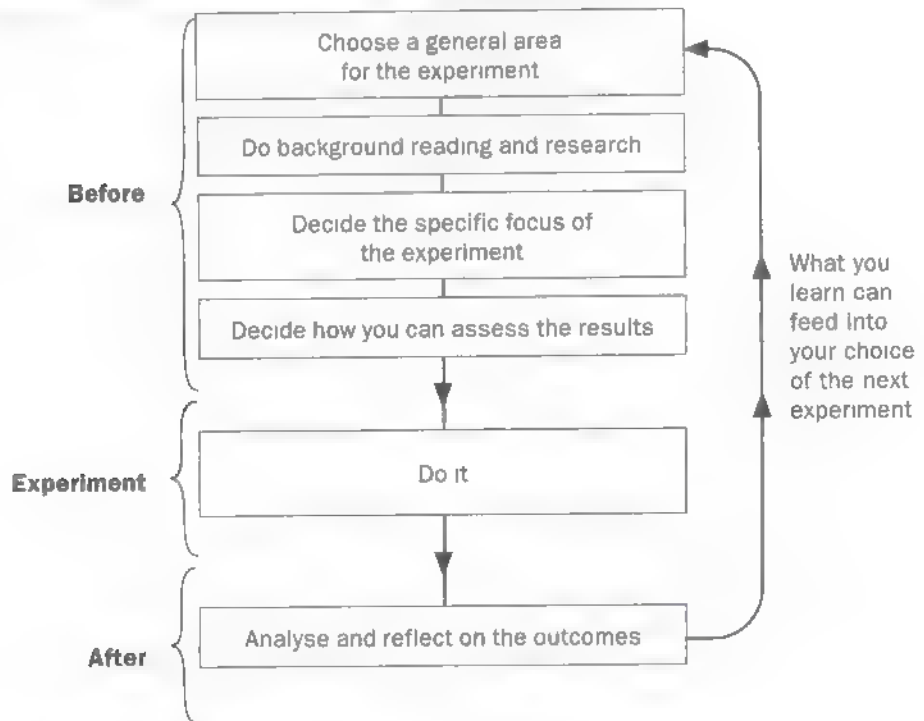 Choose a general area
for the experiment
Do background reading and research
Before
Decide the specific focus of
the experiment
Decide how you can assess the results
What you
learn can
feed into
your choice
of the next
experiment
Experiment
Do it
Analyse and reflect on the outcomes
After